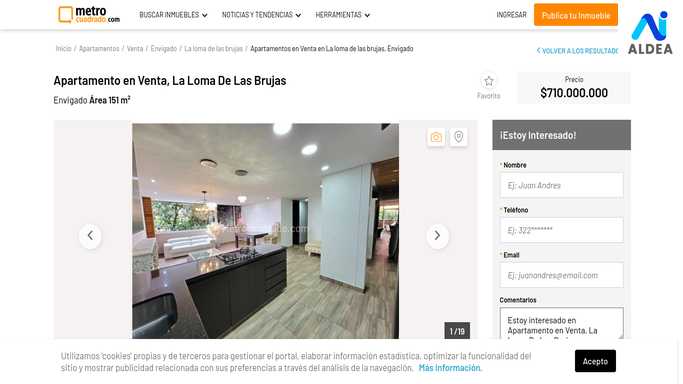 metro
cuadrado.com
BUSCAR INMUEBLES
NOTICIAS Y TENDENCIAS
HERRAMIENTAS
INGRESAR
Publica tu Inmueble
ALDEA
Inicio / Apartamentos / Venta / Envigado / La loma de las brujas / Apartamentos en Venta en La loma de las brujas, Envigado
VOLVER A LOS RESULTADO
Apartamento en Venta, La Loma De Las Brujas
Envigado Área 151 m²
Favorito
Precio
$710.000.000
¡Estoy Interesado!
* Nombre
Ej: Juan Andres
* Teléfono
Ej: 322*******
* Email
Ej: juanandres@email.com
Comentarios
Estoy interesado en
Apartamento en Venta, La
1 / 19
Utilizamos 'cookies' propias y de terceros para gestionar el portal, elaborar información estadística, optimizar la funcionalidad del
sitio y mostrar publicidad relacionada con sus preferencias a través del análisis de la navegación. Más información.
Acepto